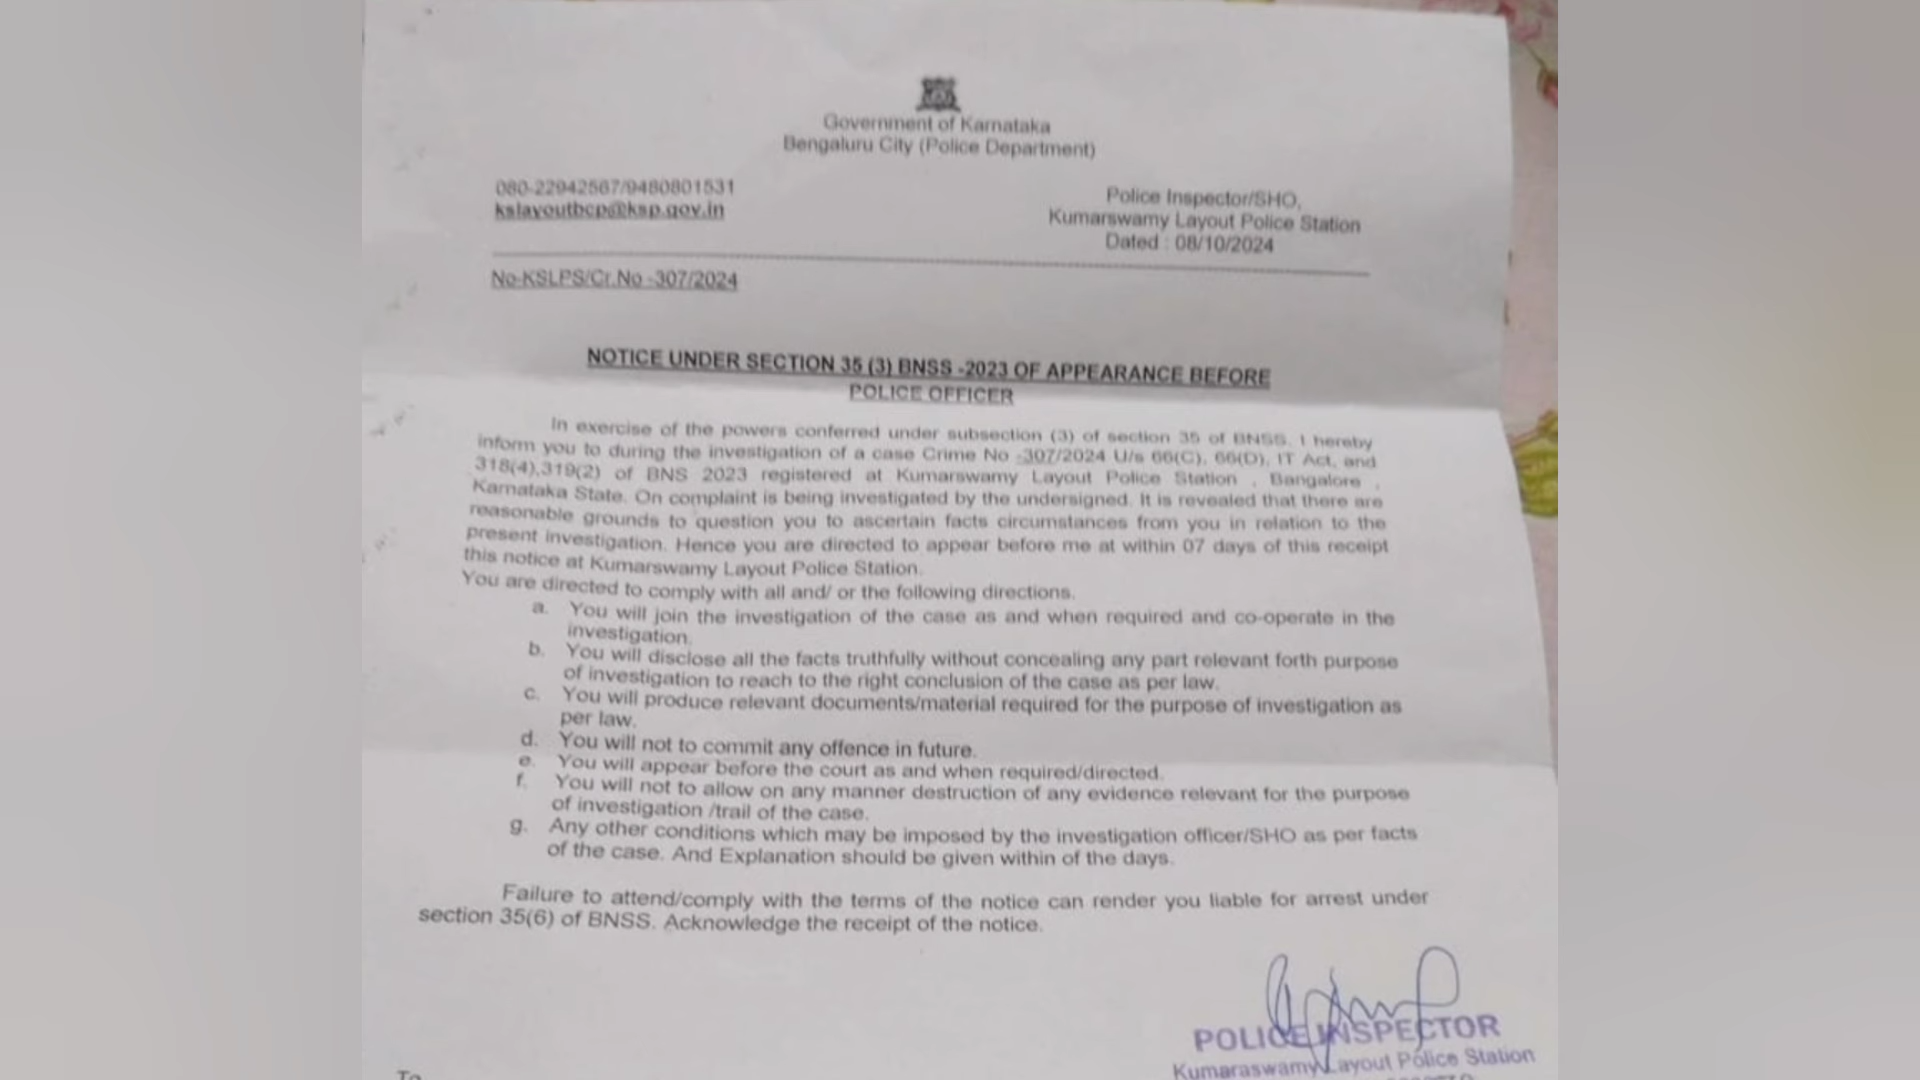 Government of Karnataka
Bengaluru City (Police Department)
080-22942567/9480801531
kslayoutbcp@ksp.gov.in
Police Inspector/SHO,
Kumarswamy Layout Police Station
Dated : 08/10/2024
No-KSLPS/Cr.No -307/2024
NOTICE UNDER SECTION 35 (3) BNSS -2023 OF APPEARANCE BEFORE
POLICE OFFICER
In exercise of the powers conferred under subsection (3) of section 35 of BNSS, I hereby
inform you to during the investigation of a case Crime No -307/2024 U/s 66(C), 66(D), IT Act, and
318(4),319(2) of BNS 2023 registered at Kumarswamy Layout Police Station , Bangalore ,
Karnataka State. On complaint is being investigated by the undersigned. It is revealed that there are
reasonable grounds to question you to ascertain facts circumstances from you in relation to the
present investigation. Hence you are directed to appear before me at within 07 days of this receipt
this notice at Kumarswamy Layout Police Station.
You are directed to comply with all and/ or the following directions.
a. You will join the investigation of the case as and when required and co-operate in the
investigation.
b. You will disclose all the facts truthfully without concealing any part relevant forth purpose
of investigation to reach to the right conclusion of the case as per law.
c. You will produce relevant documents/material required for the purpose of investigation as
per law.
d. You will not to commit any offence in future.
e. You will appear before the court as and when required/directed.
f. You will not to allow on any manner destruction of any evidence relevant for the purpose
of investigation /trail of the case.
g. Any other conditions which may be imposed by the investigation officer/SHO as per facts
of the case. And Explanation should be given within of the days.
Failure to attend/comply with the terms of the notice can render you liable for arrest under
section 35(6) of BNSS. Acknowledge the receipt of the notice.
POLICE INSPECTOR
Kumaraswamy Layout Police Station
To